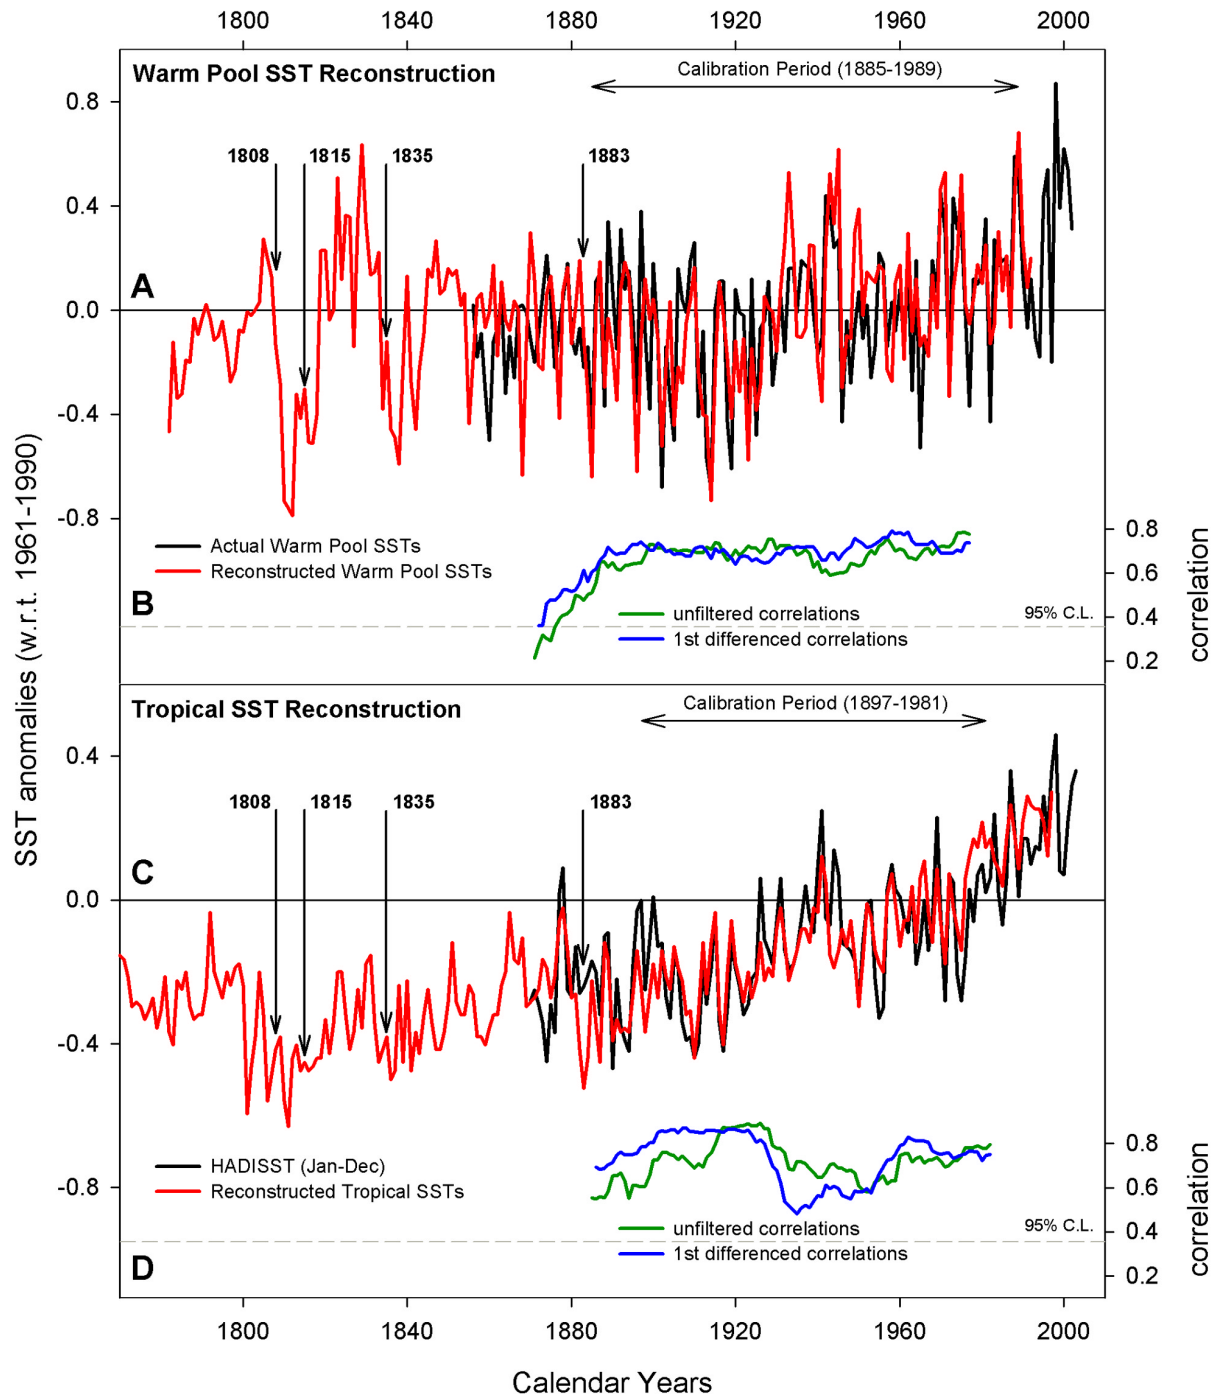 1800 1840 1880 1920 1960 2000
Warm Pool SST Reconstruction
Calibration Period (1885-1989)
0.8
1808 1815 1835 1883
0.4
A
0.0
-0.4
-0.8
Actual Warm Pool SSTs
Reconstructed Warm Pool SSTs
B
unfiltered correlations
1st differenced correlations
95% C.L.
0.8
0.6
0.4
0.2
correlation
SST anomalies (w.r.t. 1961-1990)
Tropical SST Reconstruction
Calibration Period (1897-1981)
0.4
1808 1815 1835 1883
C
0.0
-0.4
-0.8
HADISST (Jan-Dec)
Reconstructed Tropical SSTs
unfiltered correlations
1st differenced correlations
95% C.L.
D
0.8
0.6
0.4
0.2
correlation
1800 1840 1880 1920 1960 2000
Calendar Years